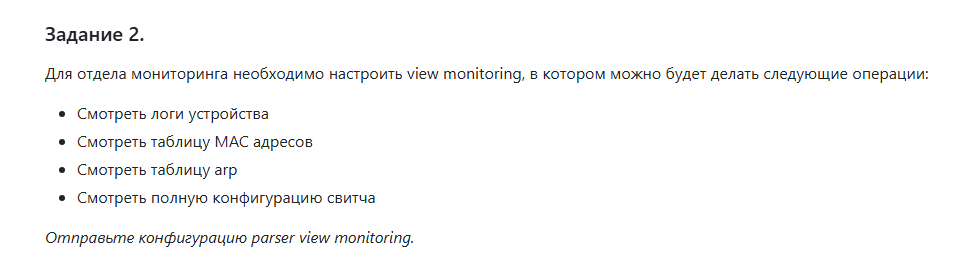 Задание 2.
Для отдела мониторинга необходимо настроить view monitoring, в котором можно будет делать следующие операции:
• Смотреть логи устройства
• Смотреть таблицу MAC адресов
• Смотреть таблицу arp
• Смотреть полную конфигурацию свитча
Отправьте конфигурацию parser view monitoring.